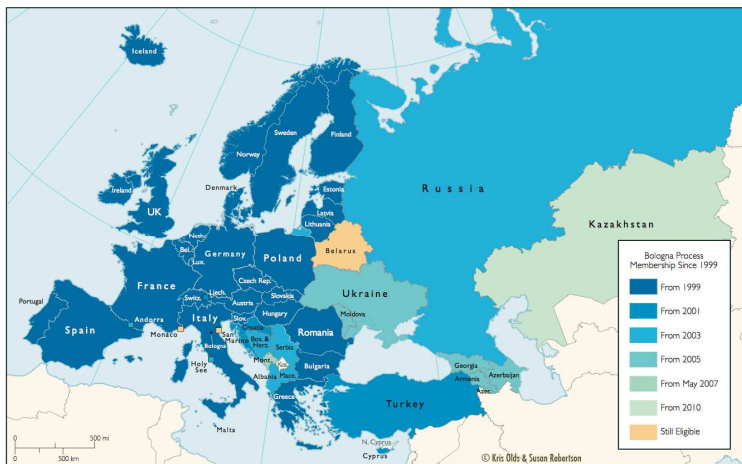 Iceland
Sweden
Finland
Norway
Russia
Estonia
Denmark
Latvia
Ireland
Lithuania
UK
Kazakhstan
Neth.
Belarus
Bel.
Germany
Poland
Lux.
Czech Rep.
Ukraine
France
Slovakia
Liech.
Austria
Switz.
Moldova
Hungary
Portugal
Slov.
Andorra
Italy
Croatia
Romania
Spain
San
Marino
Monaco
Bologna
Bos. &
Herz.
Serbia
Holy
See
Mont.
Kos.
Bulgaria
Georgia
Albania
Mace.
Armenia
Azerbaijan
Azer.
Greece
Turkey
Malta
N. Cyprus
Cyprus
Bologna Process
Membership Since 1999
From 1999
From 2001
From 2003
From 2005
From May 2007
From 2010
Still Eligible
0 500 mi
0 500 km
© Kris Olds & Susan Robertson